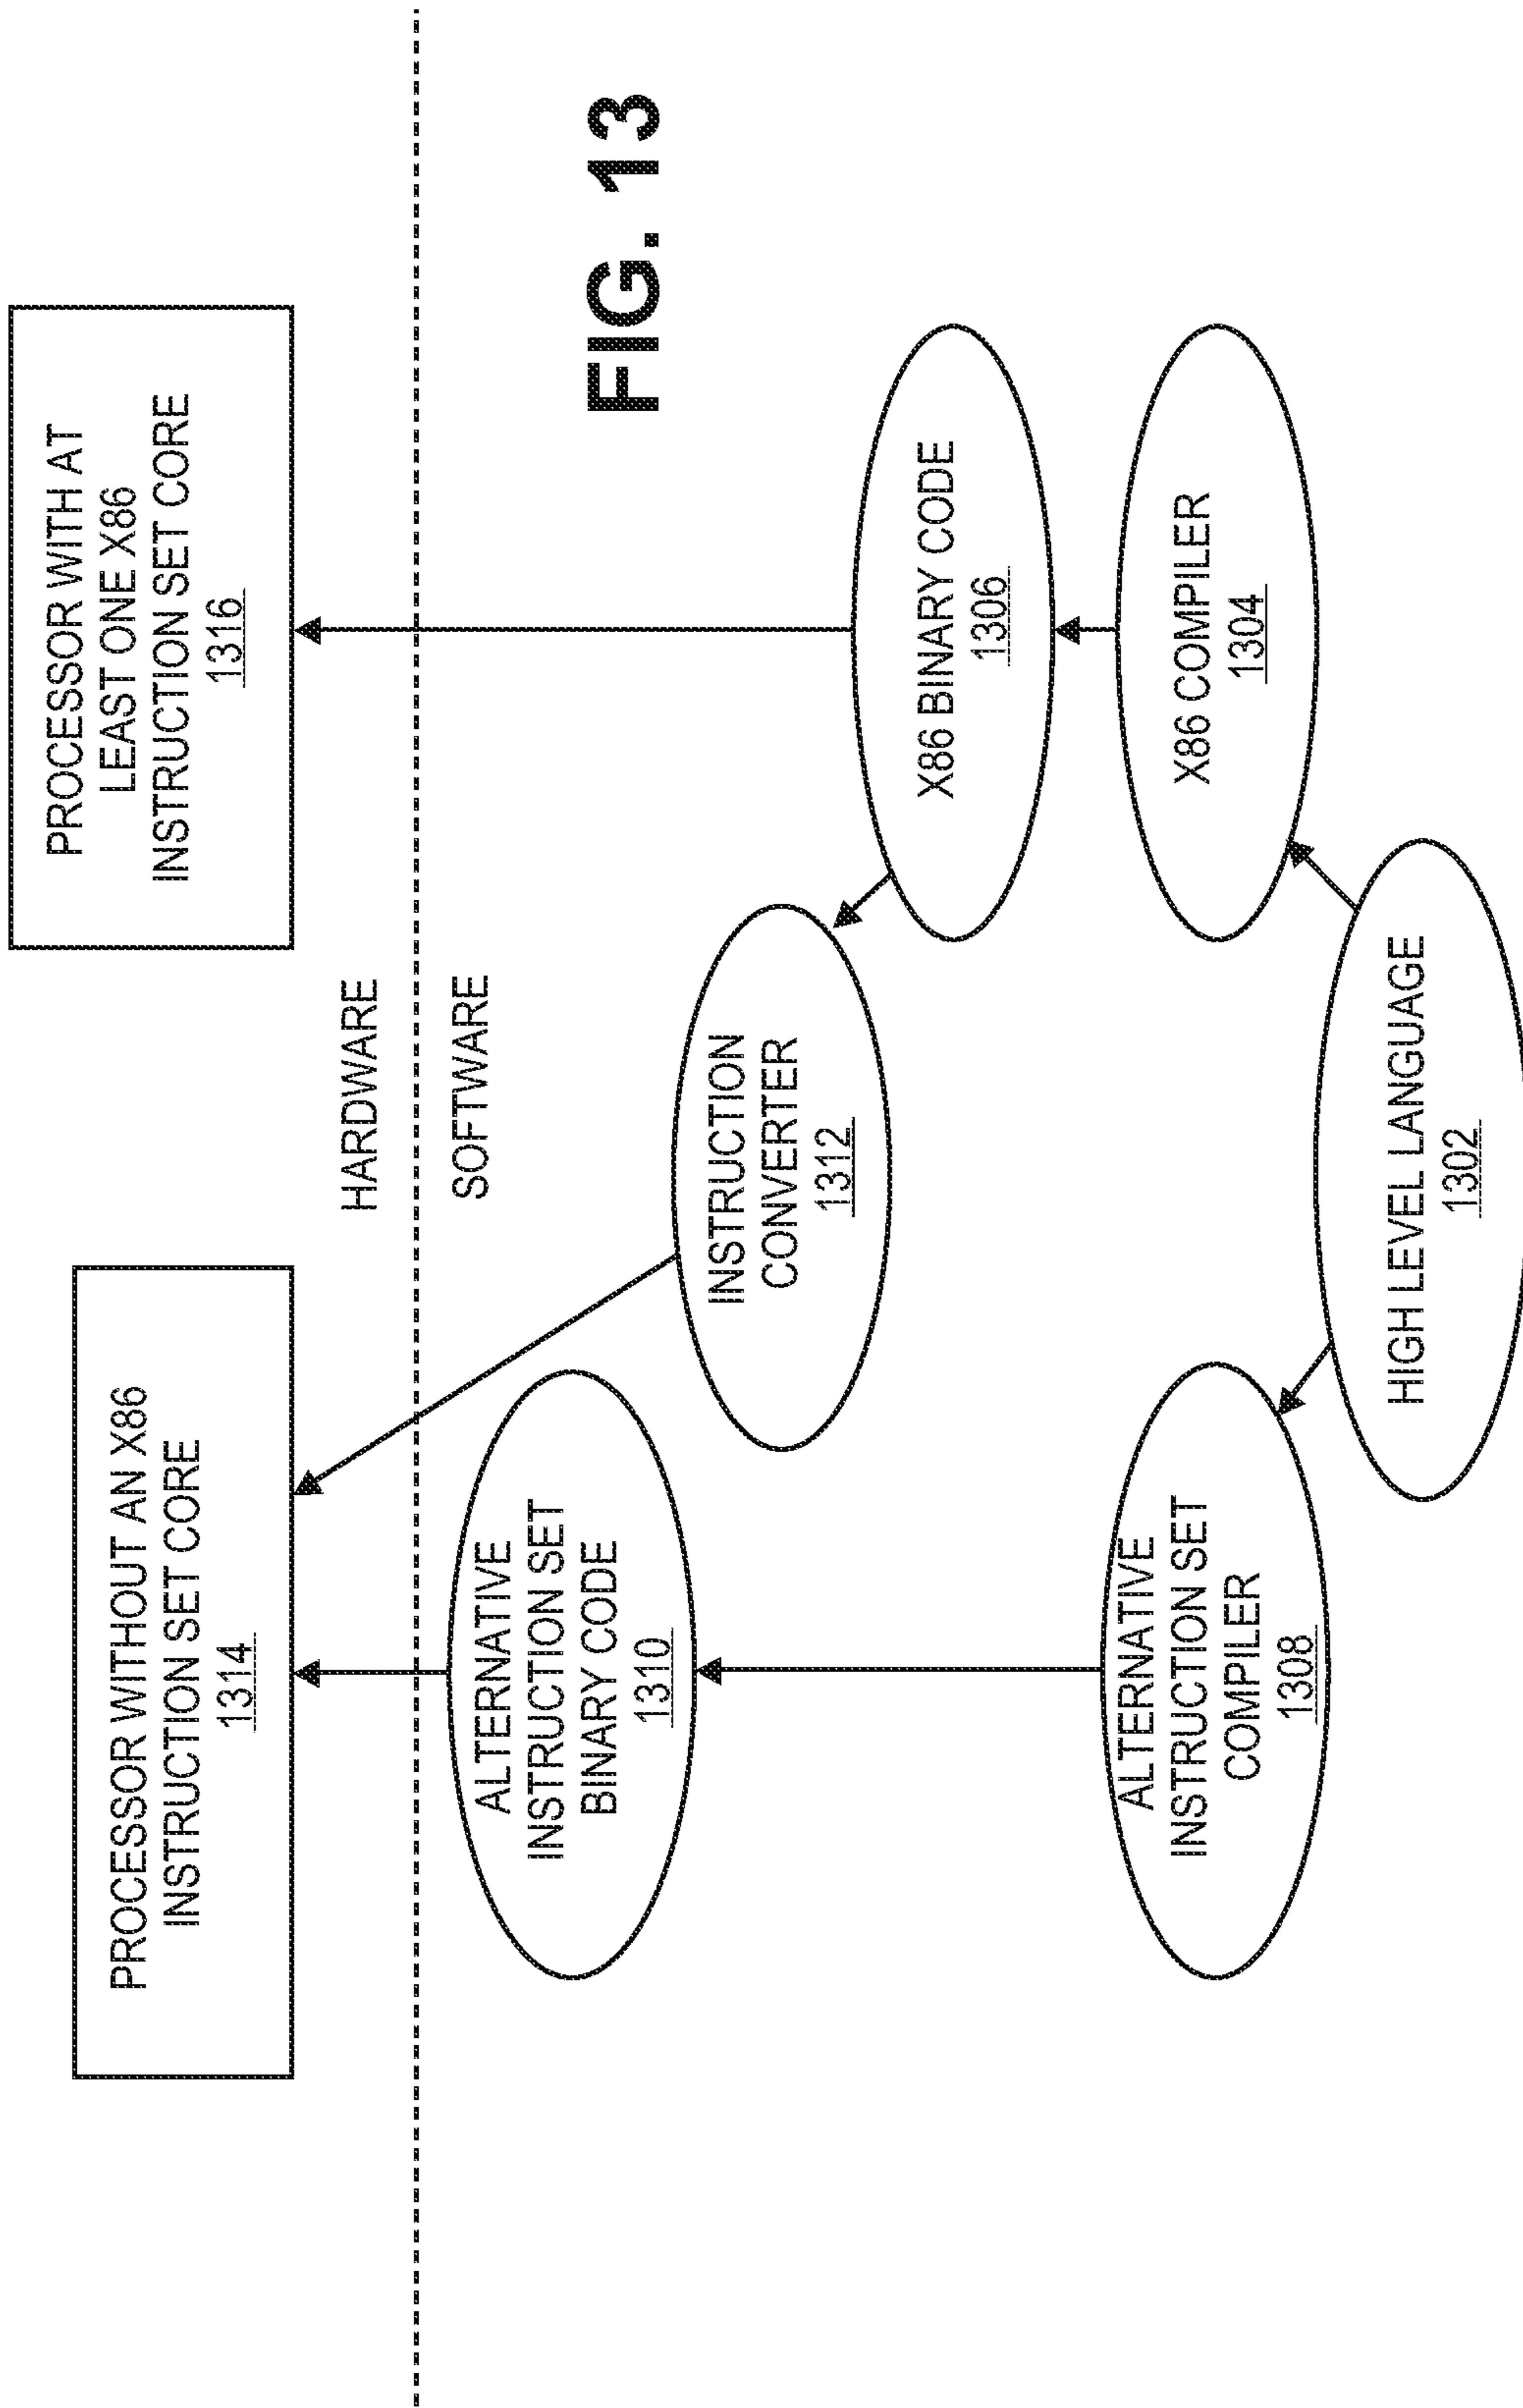 PROCESSOR WITHOUT AN X86
INSTRUCTION SET CORE
1314
PROCESSOR WITH AT
LEAST ONE X86
INSTRUCTION SET CORE
1316
HARDWARE
SOFTWARE
ALTERNATIVE
INSTRUCTION SET
BINARY CODE
1310
INSTRUCTION
CONVERTER
1312
FIG. 13
X86 BINARY CODE
1306
ALTERNATIVE
INSTRUCTION SET
COMPILER
1308
X86 COMPILER
1304
HIGH LEVEL LANGUAGE
1302